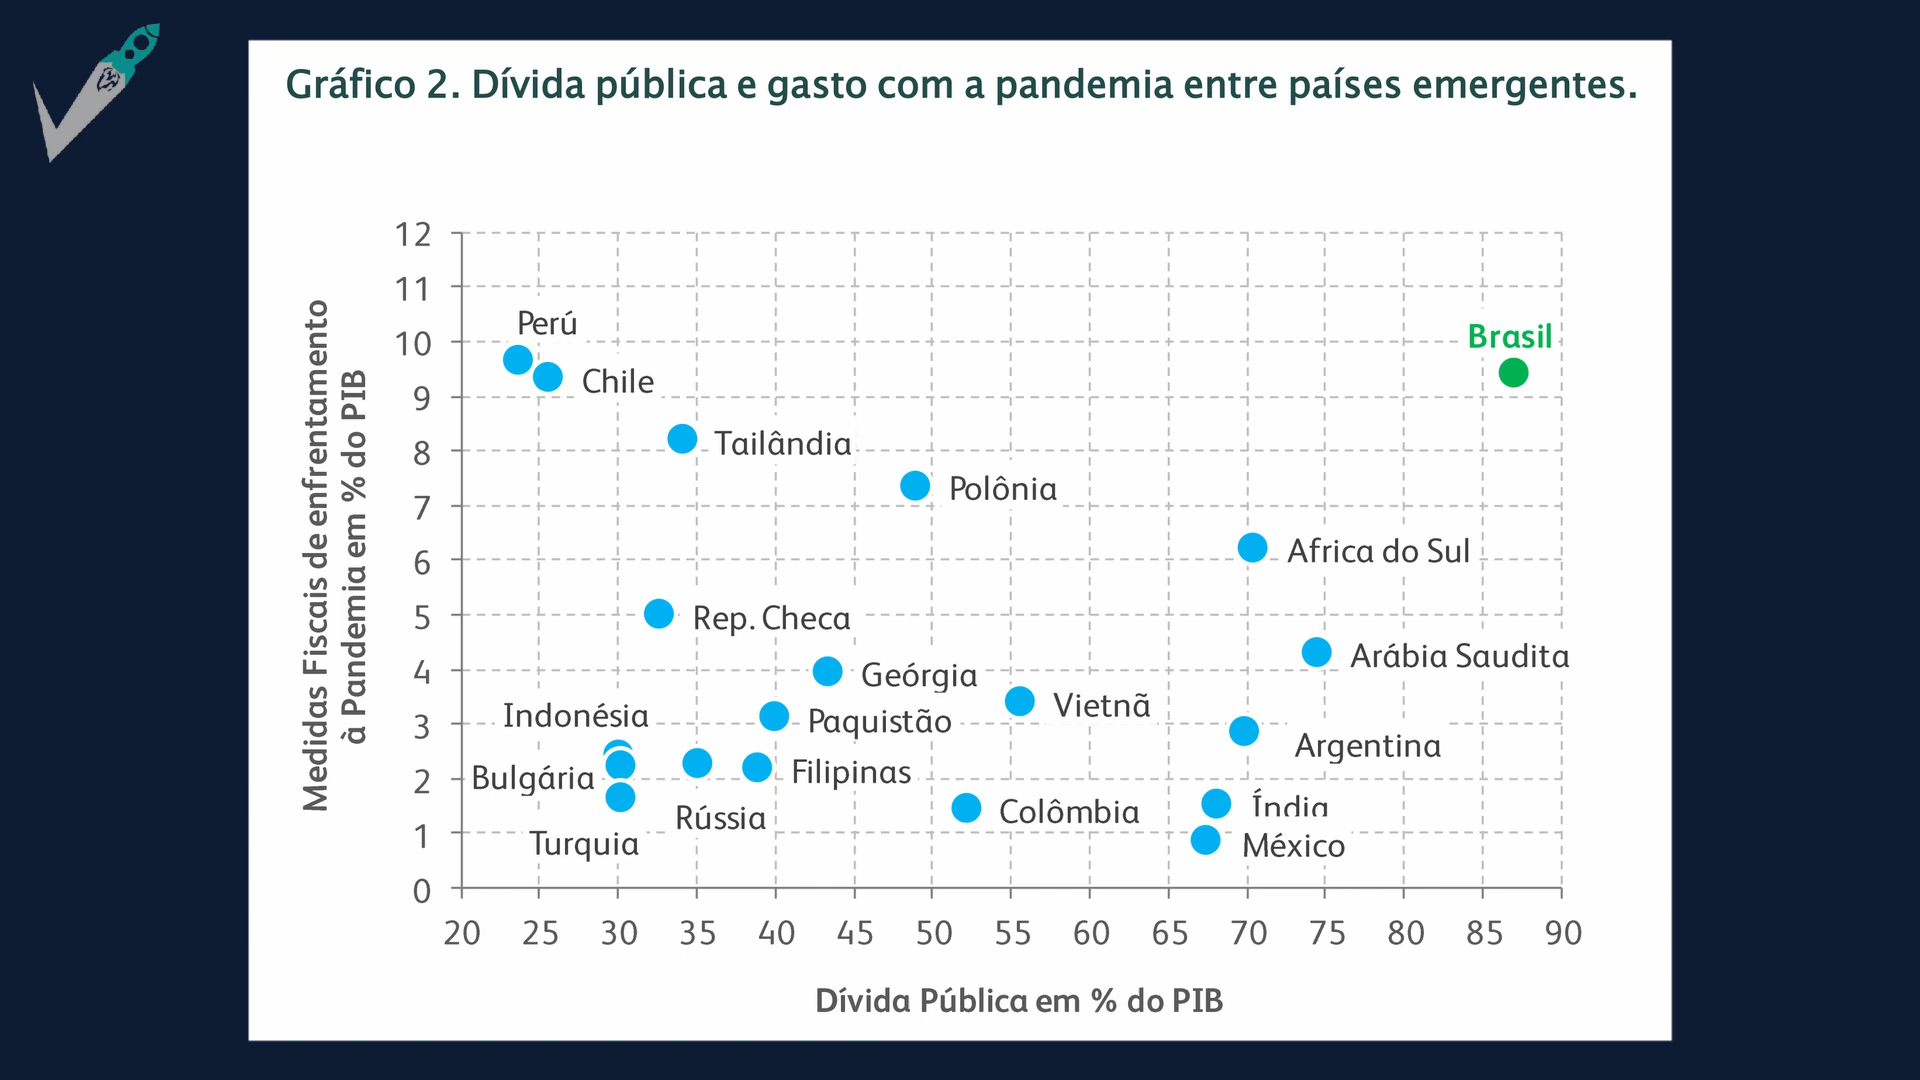 Gráfico 2. Dívida pública e gasto com a pandemia entre países emergentes.
Medidas Fiscais de enfrentamento
à Pandemia em % do PIB
12
11
10
9
8
7
6
5
4
3
2
1
0
Perú
Chile
Brasil
Tailândia
Polônia
Africa do Sul
Rep. Checa
Arábia Saudita
Geórgia
Vietnã
Indonésia
Paquistão
Argentina
Bulgária
Filipinas
Rússia
Colômbia
Índia
Turquia
México
20 25 30 35 40 45 50 55 60 65 70 75 80 85 90
Dívida Pública em % do PIB